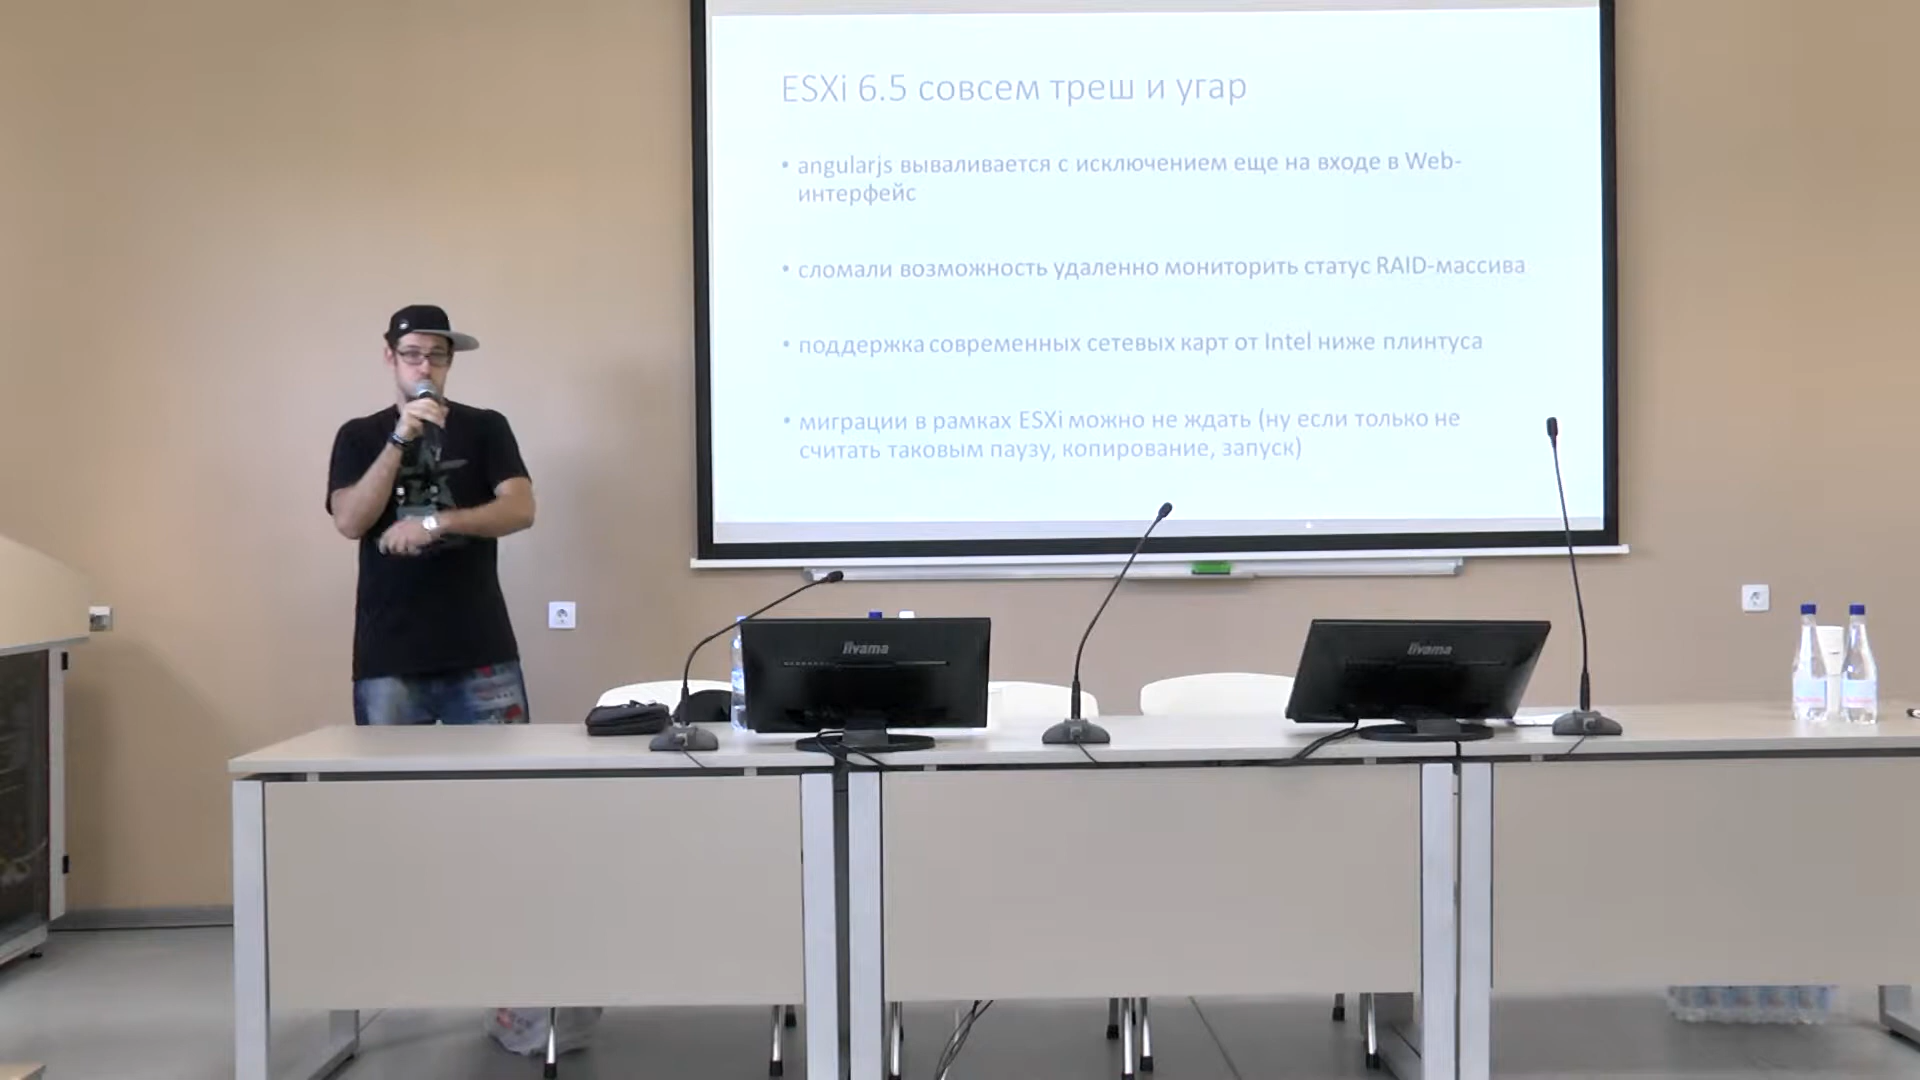 ESXi 6.5 совсем треш и угар
• angularjs вываливается с исключением еще на входе в Web-
интерфейс
• сломали возможность удаленно мониторить статус RAID-массива
• поддержка современных сетевых карт от Intel ниже плинтуса
• миграции в рамках ESXi можно не ждать (ну если только не
считать таковым паузу, копирование, запуск)
iiyama
iiyama